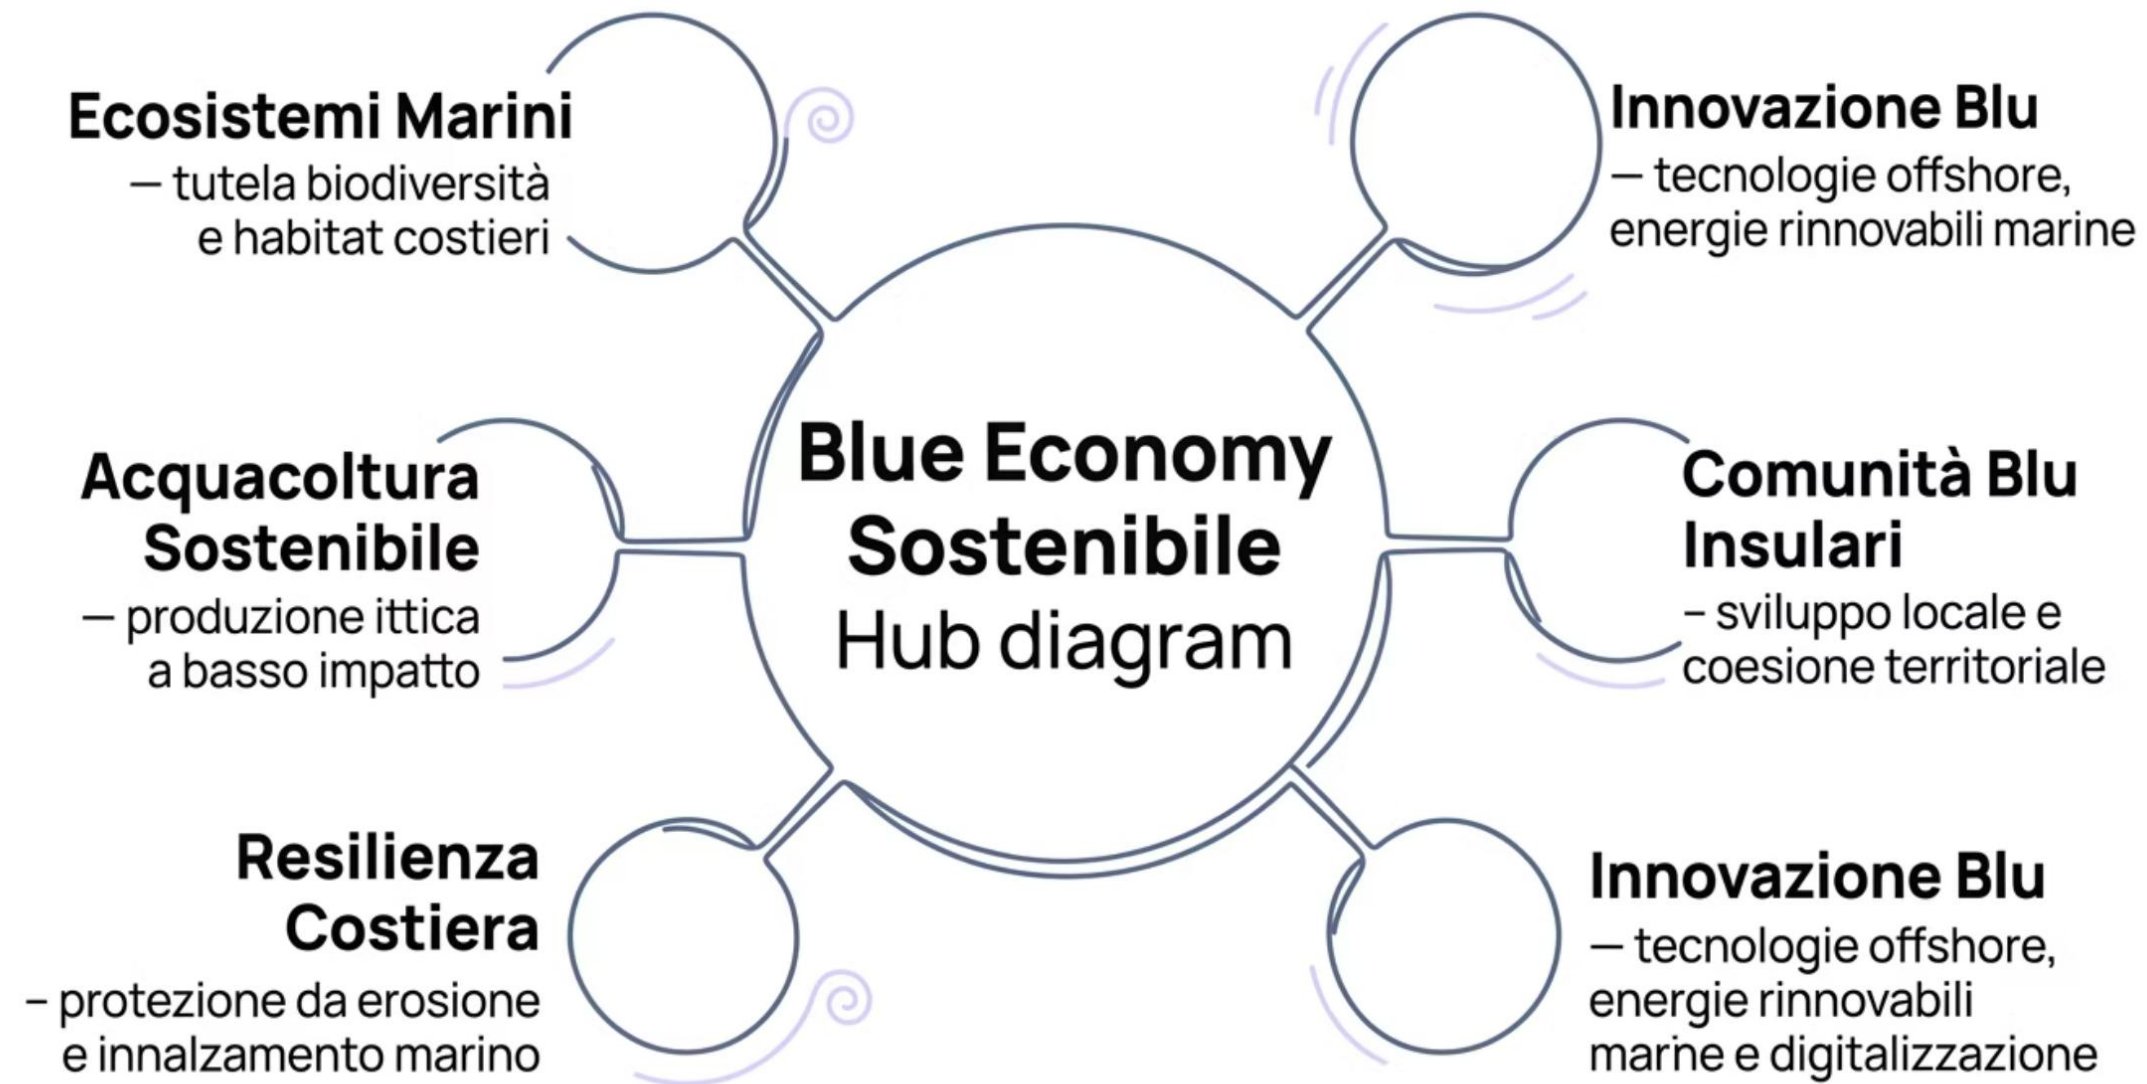 Ecosistemi Marini
— tutela biodiversità
e habitat costieri
Innovazione Blu
— tecnologie offshore,
energie rinnovabili marine
Acquacoltura
Sostenibile
— produzione ittica
a basso impatto
Blue Economy
Sostenibile
Hub diagram
Comunità Blu
Insulari
– sviluppo locale e
coesione territoriale
Resilienza
Costiera
– protezione da erosione
e innalzamento marino
Innovazione Blu
— tecnologie offshore,
energie rinnovabili
marine e digitalizzazione